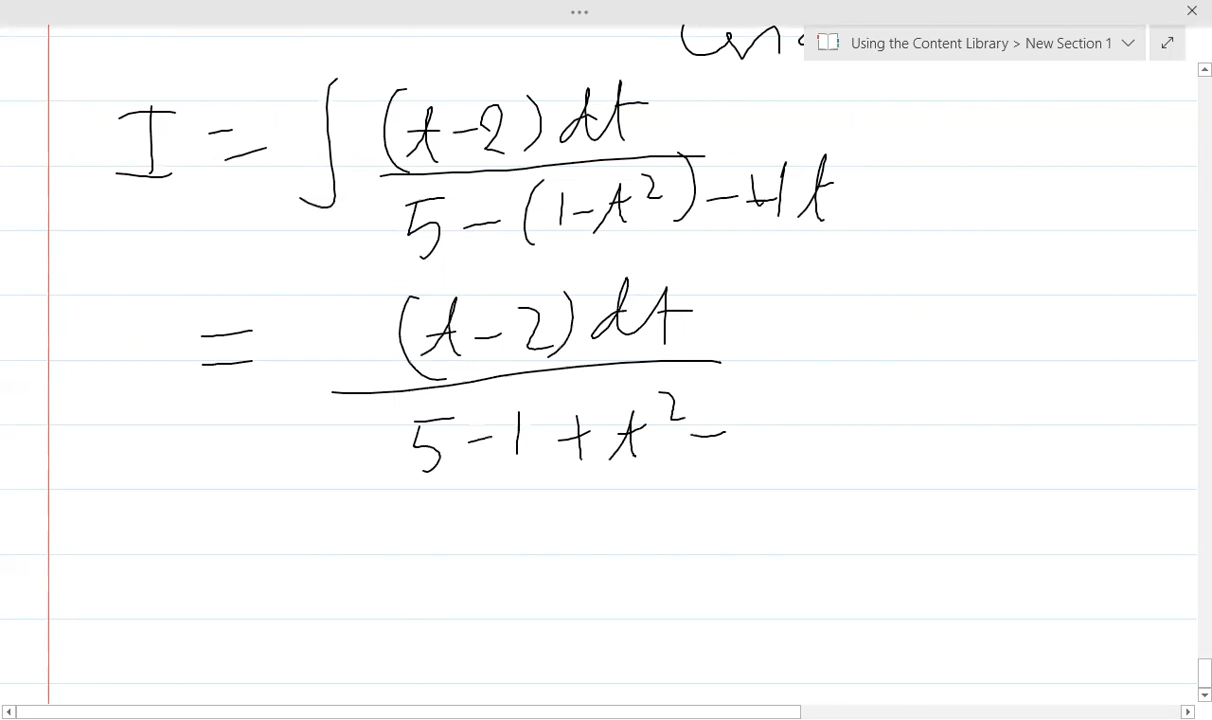 Using the Content Library > New Section 1
I = ∫ (t-2) dt / 5 - (1-t²) - 4t
= (t-2) dt / 5 - 1 + t² -